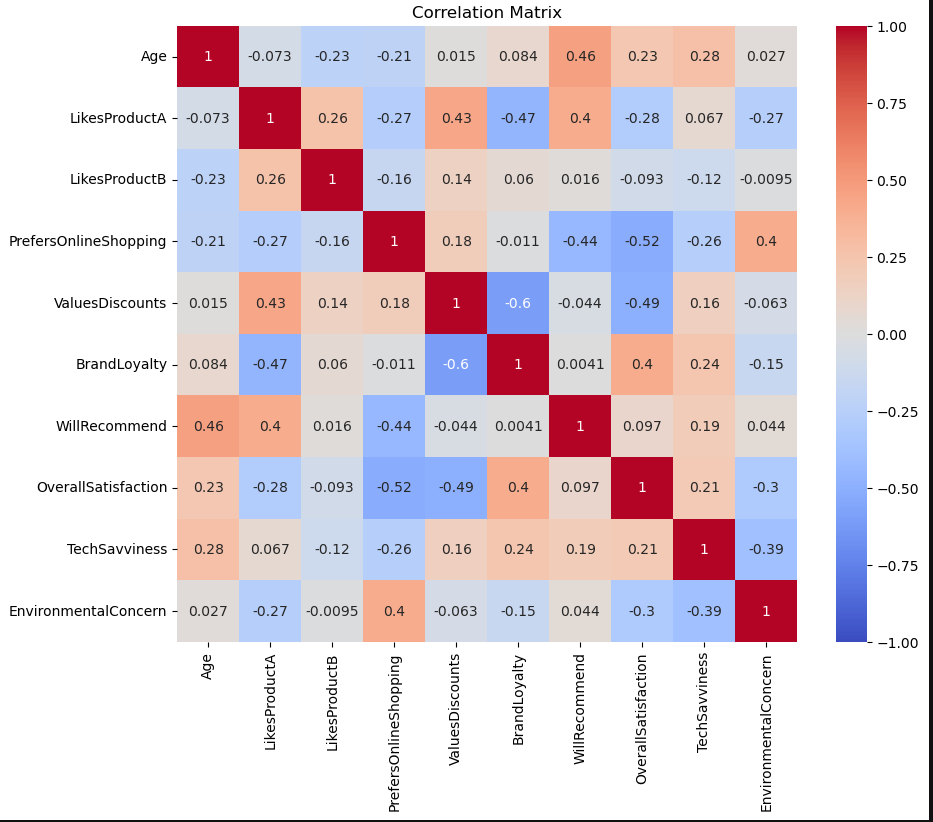 Correlation Matrix
Age 1 -0.073 -0.23 -0.21 0.015 0.084 0.46 0.23 0.28 0.027
LikesProductA -0.073 1 0.26 -0.27 0.43 -0.47 0.4 -0.28 0.067 -0.27
LikesProductB -0.23 0.26 1 -0.16 0.14 0.06 0.016 -0.093 -0.12 -0.0095
PrefersOnlineShopping -0.21 -0.27 -0.16 1 0.18 -0.011 -0.44 -0.52 -0.26 0.4
ValuesDiscounts 0.015 0.43 0.14 0.18 1 -0.6 -0.044 -0.49 0.16 -0.063
BrandLoyalty 0.084 -0.47 0.06 -0.011 -0.6 1 0.0041 0.4 0.24 -0.15
WillRecommend 0.46 0.4 0.016 -0.44 -0.044 0.0041 1 0.097 0.19 0.044
OverallSatisfaction 0.23 -0.28 -0.093 -0.52 -0.49 0.4 0.097 1 0.21 -0.3
TechSavviness 0.28 0.067 -0.12 -0.26 0.16 0.24 0.19 0.21 1 -0.39
EnvironmentalConcern 0.027 -0.27 -0.0095 0.4 -0.063 -0.15 0.044 -0.3 -0.39 1
Age
LikesProductA
LikesProductB
PrefersOnlineShopping
ValuesDiscounts
BrandLoyalty
WillRecommend
OverallSatisfaction
TechSavviness
EnvironmentalConcern
1.00
0.75
0.50
0.25
0.00
−0.25
−0.50
−0.75
−1.00